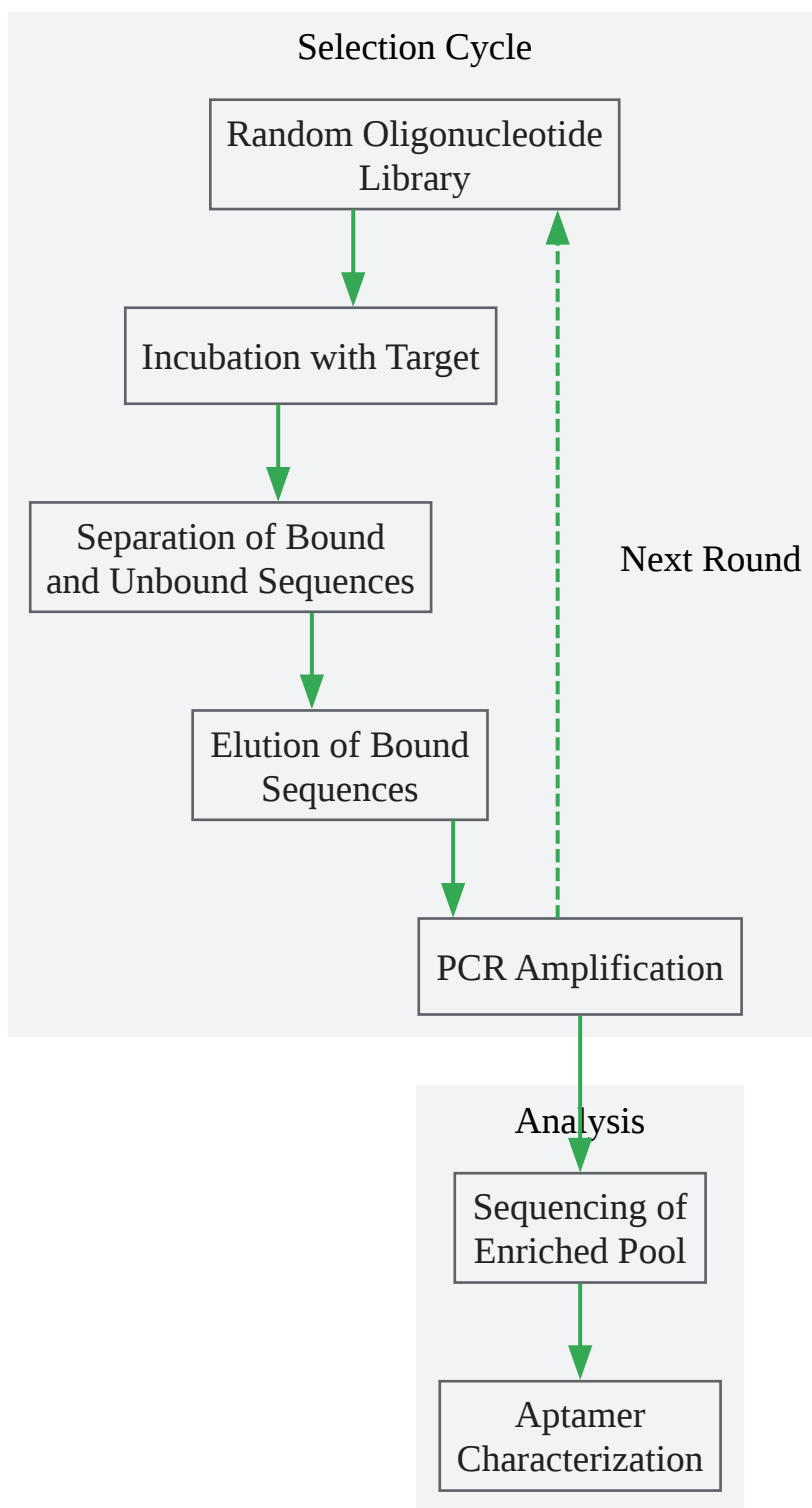 Selection Cycle
Random Oligonucleotide
Library
Incubation with Target
Separation of Bound
and Unbound Sequences
Next Round
Elution of Bound
Sequences
PCR Amplification
Analysis
Sequencing of
Enriched Pool
Aptamer
Characterization